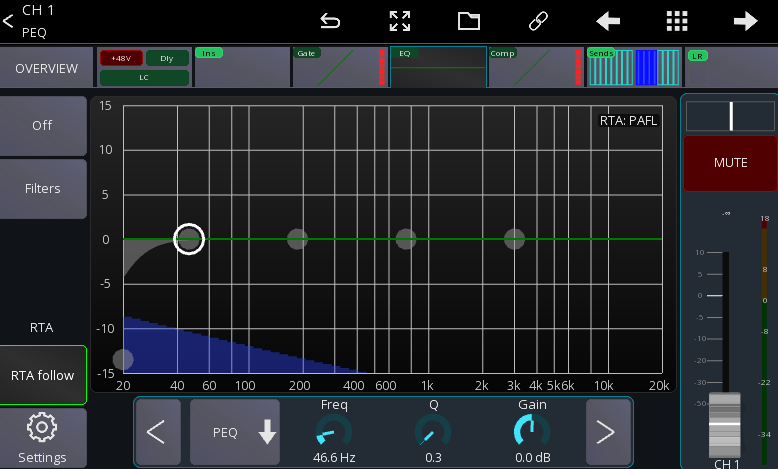 CH 1
PEQ
OVERVIEW
+48V
Dly
LC
Ins
Gate
EQ
Comp
Sends
LR
Off
Filters
RTA
RTA follow
Settings
RTA: PAFL
15
10
5
0
-5
-10
-15
20 40 60 100 200 400 600 1k 2k 3k 4k 5k 6k 10k 20k
PEQ
Freq
46.6 Hz
Q
0.3
Gain
0.0 dB
MUTE
-∞
10
5
0
-5
-10
-20
-30
-50
18
8
0
-8
-22
-34
CH 1